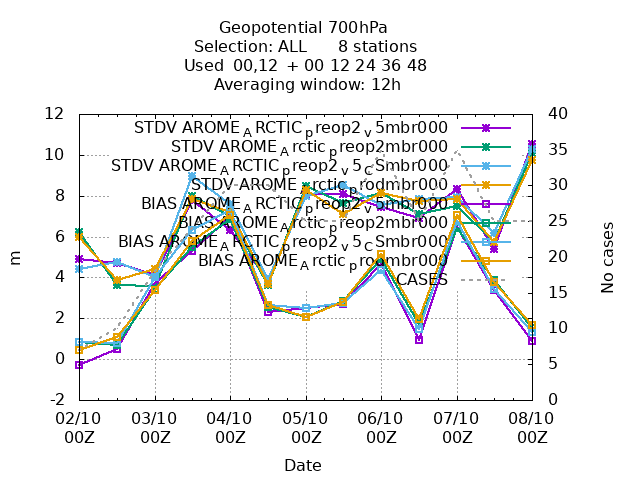 Geopotential 700hPa
Selection: ALL 8 stations
Used 00,12 + 00 12 24 36 48
Averaging window: 12h
12
10
8
6
4
2
0
-2
m
40
35
30
25
20
15
10
5
0
No cases
STDV AROME_ARCTIC_preop2_v5mbr000
STDV AROME_Arctic_preop2_5mbr000
STDV AROME_ARCTIC_preop2_v5_CSmbr000
STDV AROME_Arctic_prodmbr000
BIAS AROME_ARCTIC_preop2_v5mbr000
BIAS AROME_Arctic_preop2_5mbr000
BIAS AROME_ARCTIC_preop2_v5_CSmbr000
BIAS AROME_Arctic_prodmbr000
CASES
02/10 03/10 04/10 05/10 06/10 07/10 08/10
00Z 00Z 00Z 00Z 00Z 00Z 00Z
Date